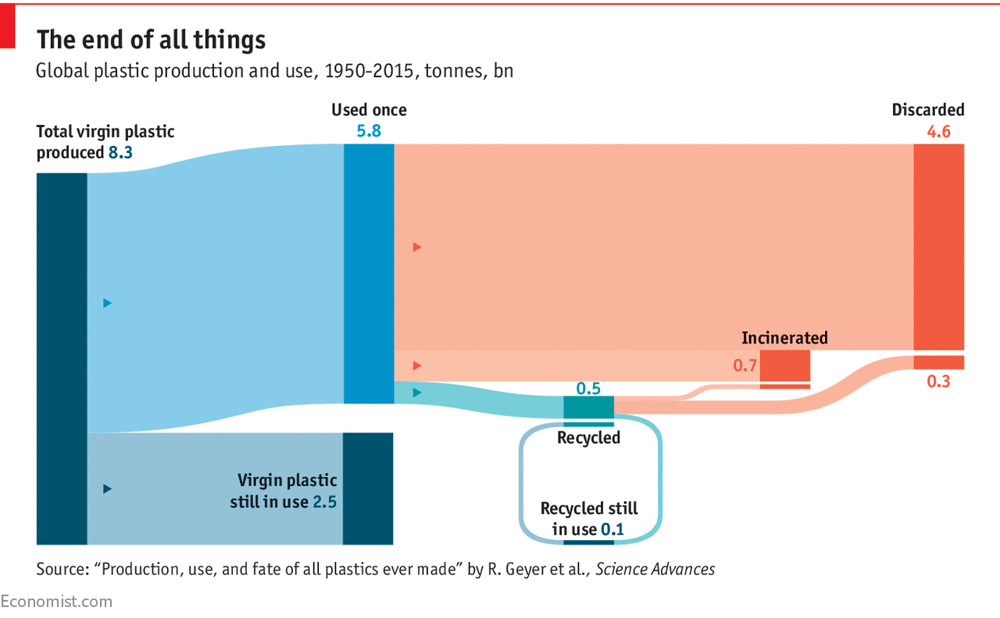 The end of all things
Global plastic production and use, 1950-2015, tonnes, bn
Total virgin plastic
produced 8.3
Used once
5.8
Discarded
4.6
Incinerated
0.7
0.3
0.5
Recycled
Virgin plastic
still in use 2.5
Recycled still
in use 0.1
Source: “Production, use, and fate of all plastics ever made” by R. Geyer et al., Science Advances
Economist.com